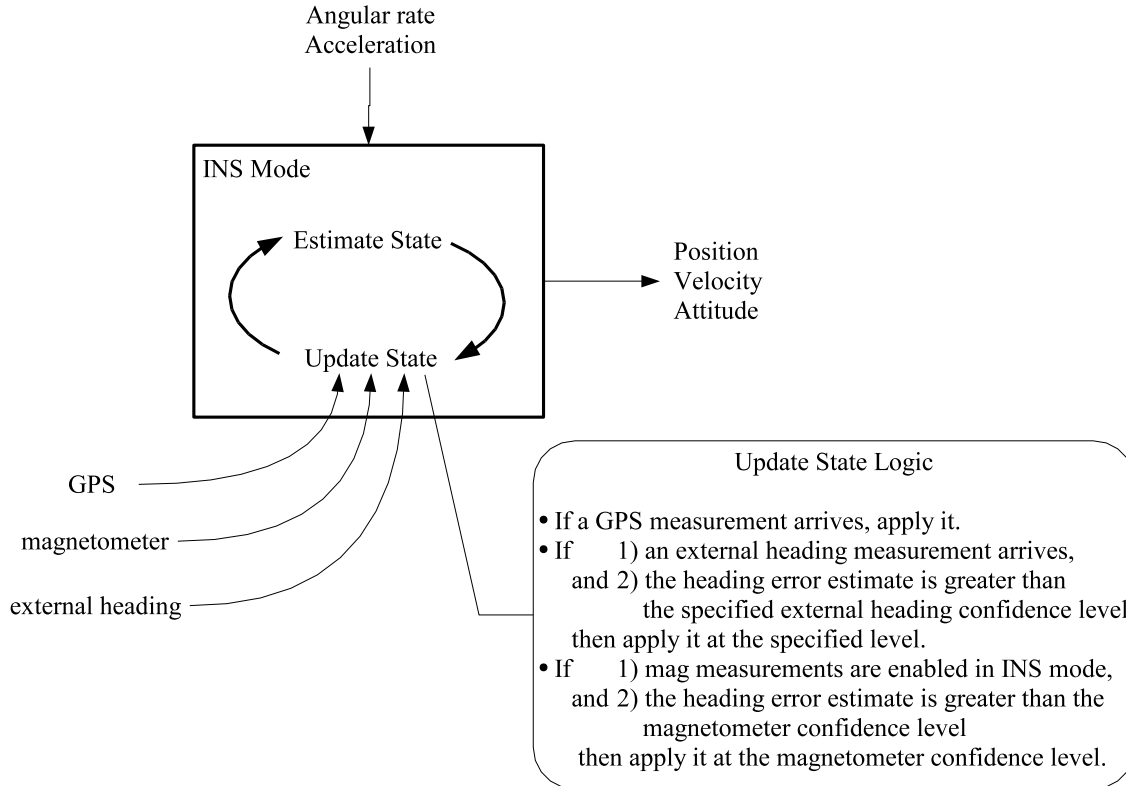 Angular rate
Acceleration
INS Mode
Estimate State
Position
Velocity
Attitude
Update State
GPS
magnetometer
external heading
Update State Logic
• If a GPS measurement arrives, apply it.
• If 1) an external heading measurement arrives,
and 2) the heading error estimate is greater than
the specified external heading confidence level
then apply it at the specified level.
• If 1) mag measurements are enabled in INS mode,
and 2) the heading error estimate is greater than the
magnetometer confidence level
then apply it at the magnetometer confidence level.